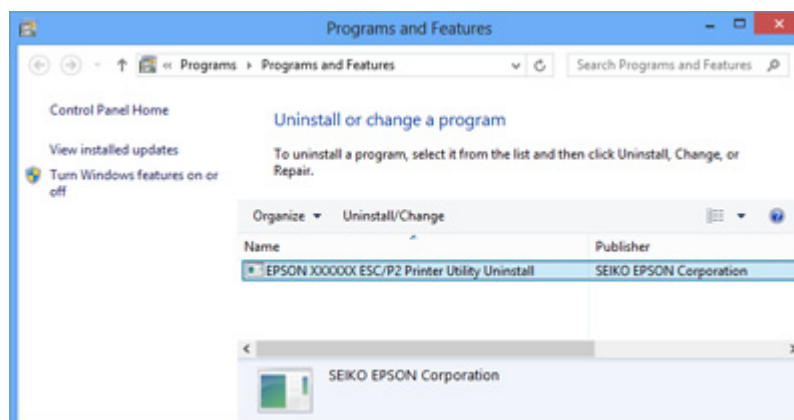 Programs and Features
« Programs ▸ Programs and Features
Search Programs and Features
Control Panel Home
View installed updates
Turn Windows features on or
off
Uninstall or change a program
To uninstall a program, select it from the list and then click Uninstall, Change, or
Repair.
Organize ▾ Uninstall/Change
Name Publisher
EPSON XXXXXX ESC/P2 Printer Utility Uninstall SEIKO EPSON Corporation
SEIKO EPSON Corporation